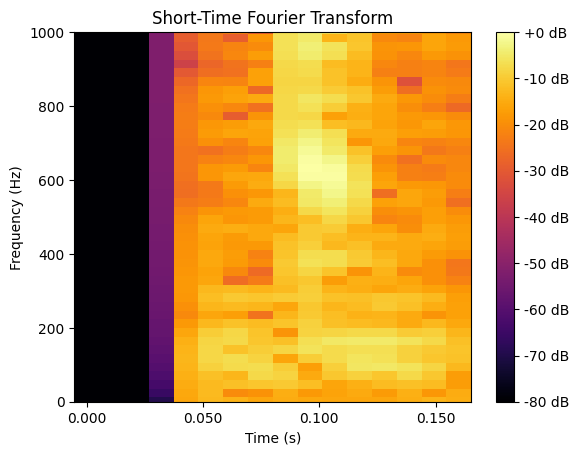 Short-Time Fourier Transform
1000
800
600
400
200
0
Frequency (Hz)
0.000
0.050
0.100
0.150
Time (s)
+0 dB
-10 dB
-20 dB
-30 dB
-40 dB
-50 dB
-60 dB
-70 dB
-80 dB